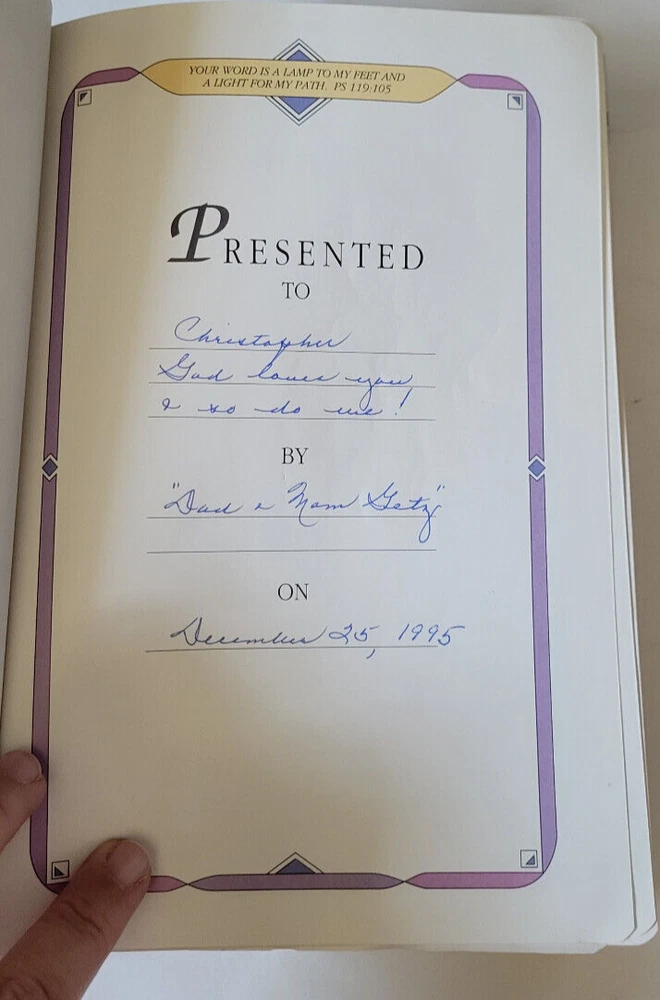 YOUR WORD IS A LAMP TO MY FEET AND
A LIGHT FOR MY PATH. PS 119:105
PRESENTED
TO
Christopher
God loves you
& so do we!
BY
"Dad & Mom Getz"
ON
December 25, 1995